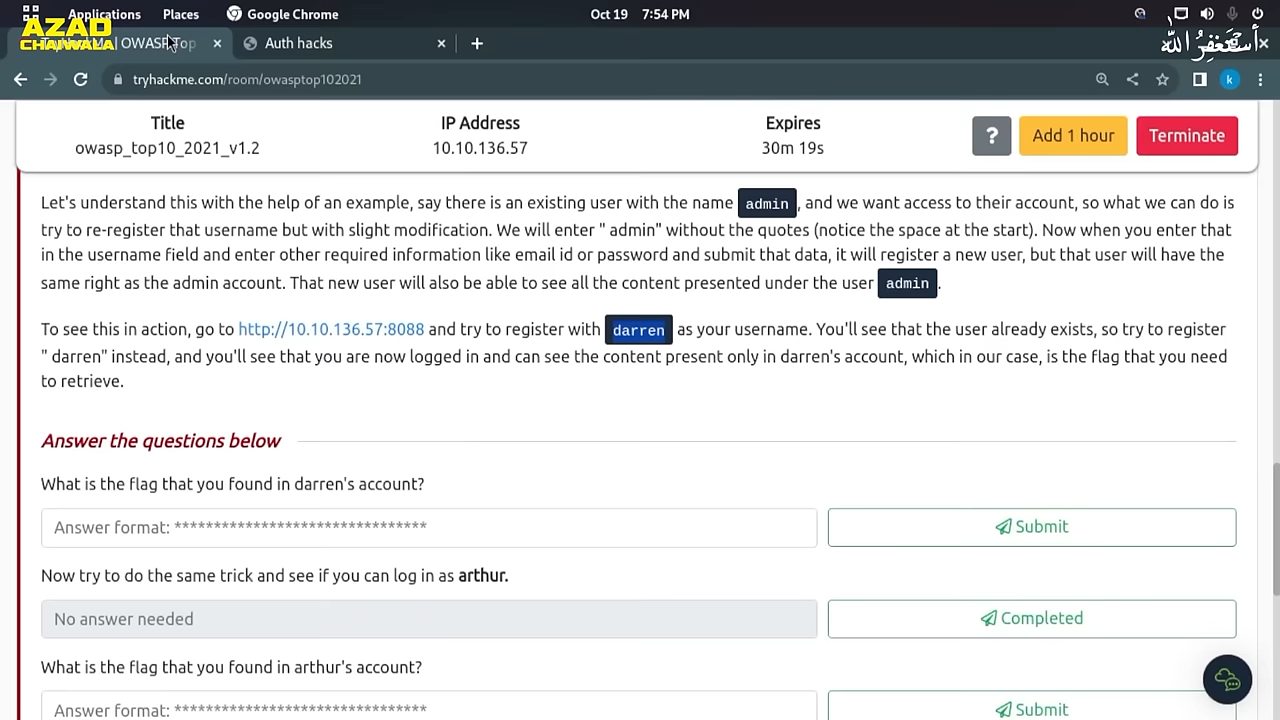 Applications Places Google Chrome Oct 19 7:54 PM
AZAD
CHAIWALA
OWASP Top
Auth hacks
أستغفر الله
tryhackme.com/room/owasptop102021
k
Title IP Address Expires
owasp_top10_2021_v1.2 10.10.136.57 30m 19s
? Add 1 hour Terminate
Let's understand this with the help of an example, say there is an existing user with the name admin, and we want access to their account, so what we can do is
try to re-register that username but with slight modification. We will enter " admin" without the quotes (notice the space at the start). Now when you enter that
in the username field and enter other required information like email id or password and submit that data, it will register a new user, but that user will have the
same right as the admin account. That new user will also be able to see all the content presented under the user admin.
To see this in action, go to http://10.10.136.57:8088 and try to register with darren as your username. You'll see that the user already exists, so try to register
" darren" instead, and you'll see that you are now logged in and can see the content present only in darren's account, which in our case, is the flag that you need
to retrieve.
Answer the questions below
What is the flag that you found in darren's account?
Answer format: ******************************** Submit
Now try to do the same trick and see if you can log in as arthur.
No answer needed Completed
What is the flag that you found in arthur's account?
Answer format: ******************************** Submit